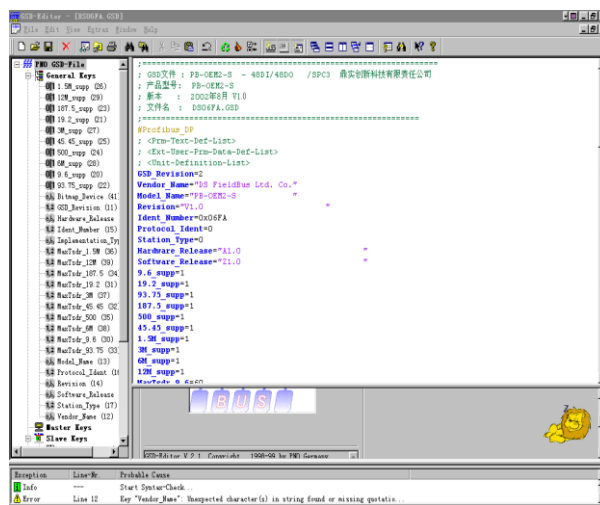 GSD-Editor - [DS06FA.GSD]
File Edit View Extras Window Help
PNO GSD-File
General Keys
1.5M_supp (26)
12M_supp (29)
187.5_supp (23)
19.2_supp (21)
3M_supp (27)
45.45_supp (25)
500_supp (24)
6M_supp (28)
9.6_supp (20)
93.75_supp (22)
Bitmap_Device (41)
GSD_Revision (11)
Hardware_Release
Ident_Number (15)
Implementation_Typ
MaxTsdr_1.5M (36)
MaxTsdr_12M (39)
MaxTsdr_187.5 (34
MaxTsdr_19.2 (31)
MaxTsdr_3M (37)
MaxTsdr_45.45 (32
MaxTsdr_500 (35)
MaxTsdr_6M (38)
MaxTsdr_9.6 (30)
MaxTsdr_93.75 (33
Model_Name (13)
Protocol_Ident (16
Revision (14)
Software_Release
Station_Type (17)
Vendor_Name (12)
Master Keys
Slave Keys
;================================================================
; GSD文件 : PB-OEM2-S - 48DI/48DO /SPC3 鼎实创新科技有限责任公司
; 产品型号: PB-OEM2-S
; 版本 : 2002年8月 V1.0
; 文件名 : DS06FA.GSD
;============================================================
#Profibus_DP
; <Prm-Text-Def-List>
; <Ext-User-Prm-Data-Def-List>
; <Unit-Definition-List>
GSD_Revision=2
Vendor_Name="DS FieldBus Ltd. Co."
Model_Name="PB-OEM2-S "
Revision="V1.0 "
Ident_Number=0x06FA
Protocol_Ident=0
Station_Type=0
Hardware_Release="A1.0 "
Software_Release="Z1.0 "
9.6_supp=1
19.2_supp=1
93.75_supp=1
187.5_supp=1
500_supp=1
45.45_supp=1
1.5M_supp=1
3M_supp=1
6M_supp=1
12M_supp=1
MaxTsdr_9.6=60
BUS
GSD-Editor V 2.1 Copyright 1998-99 by PNO Germany
Exception Line-Nr. Probable Cause
Info --- Start Syntax-Check...
Error Line 12 Key "Vendor_Name": Unexpected character(s) in string found or missing quotatio...